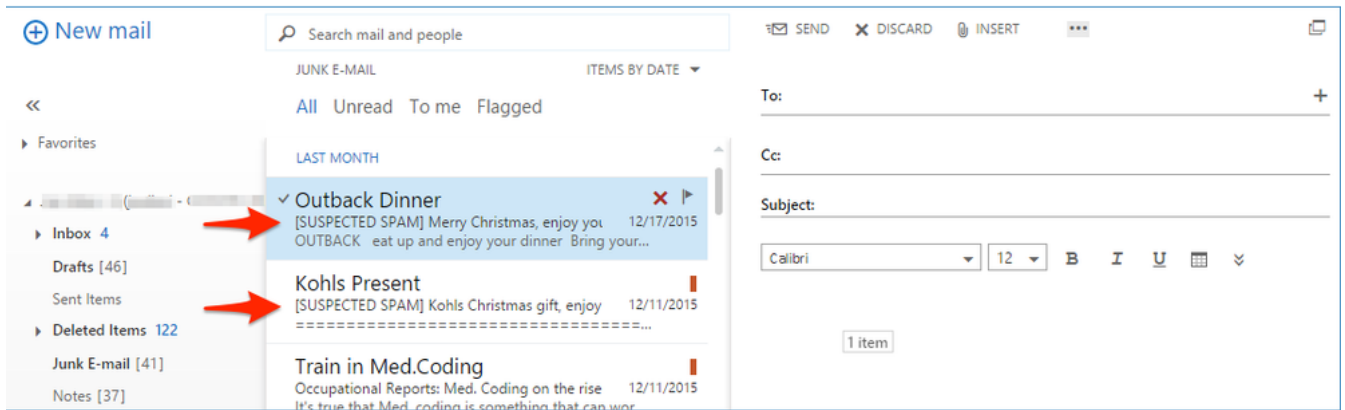 New mail
«
Favorites
Inbox 4
Drafts [46]
Sent Items
Deleted Items 122
Junk E-mail [41]
Notes [37]
Search mail and people
JUNK E-MAIL ITEMS BY DATE
All Unread To me Flagged
LAST MONTH
Outback Dinner
[SUSPECTED SPAM] Merry Christmas, enjoy you 12/17/2015
OUTBACK eat up and enjoy your dinner Bring your...
Kohls Present
[SUSPECTED SPAM] Kohls Christmas gift, enjoy 12/11/2015
==================================...
Train in Med.Coding
Occupational Reports: Med. Coding on the rise 12/11/2015
It's true that Med. coding is something that can wor
SEND DISCARD INSERT ...
To: +
Cc:
Subject:
Calibri 12 B I U
1 item